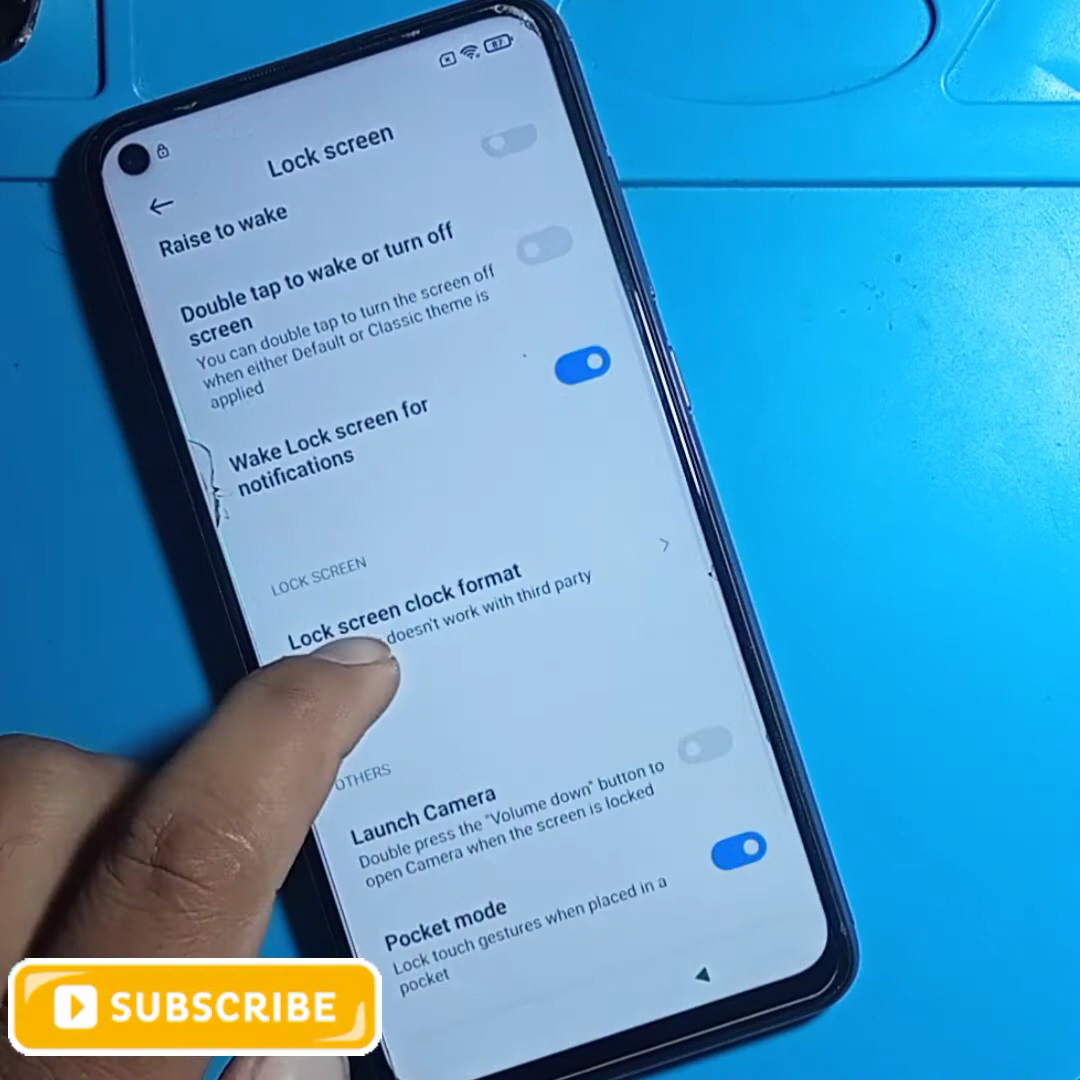 87
Lock screen
Raise to wake
Double tap to wake or turn off
screen
You can double tap to turn the screen off
when either Default or Classic theme is
applied
Wake Lock screen for
notifications
LOCK SCREEN
Lock screen clock format
doesn't work with third party
OTHERS
Launch Camera
Double press the "Volume down" button to
open Camera when the screen is locked
Pocket mode
Lock touch gestures when placed in a
pocket
SUBSCRIBE